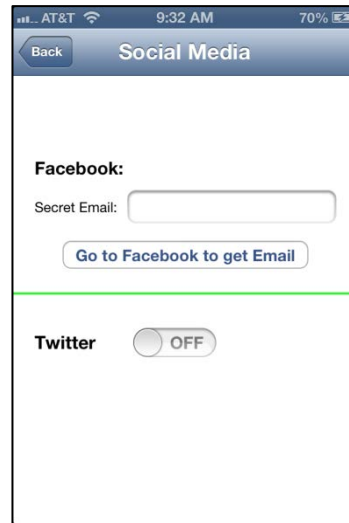 AT&T 9:32 AM 70%
Back Social Media
Facebook:
Secret Email:
Go to Facebook to get Email
Twitter OFF